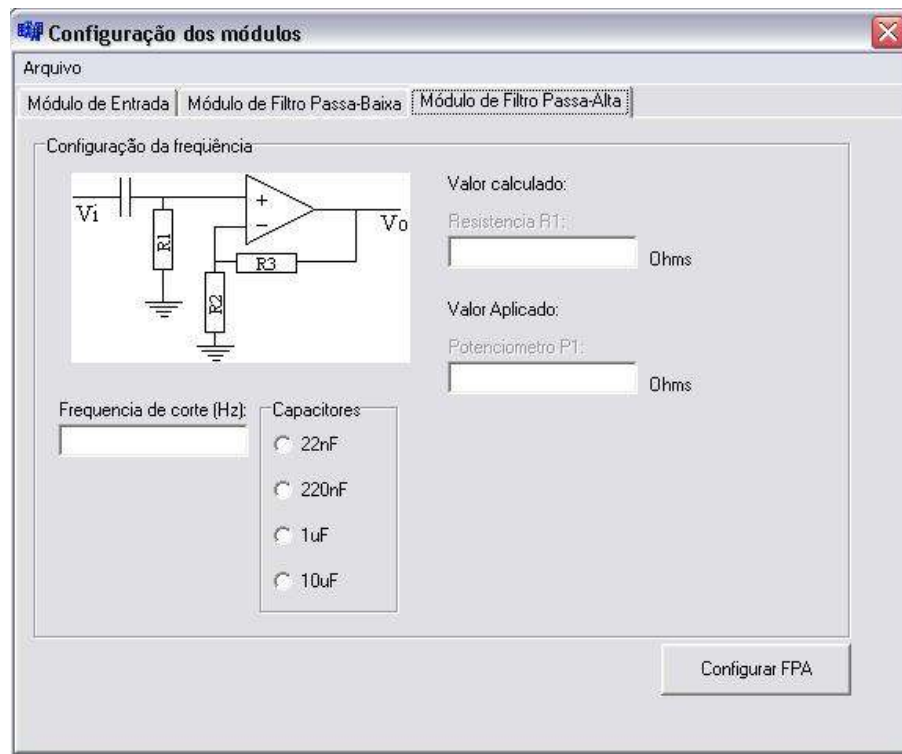 Configuração dos módulos
Arquivo
Módulo de Entrada
Módulo de Filtro Passa-Baixa
Módulo de Filtro Passa-Alta
Configuração da freqüência
Vi
R1
+
−
R2
R3
Vo
Valor calculado:
Resistencia R1:
Ohms
Valor Aplicado:
Potenciometro P1:
Ohms
Frequencia de corte (Hz):
Capacitores
22nF
220nF
1uF
10uF
Configurar FPA